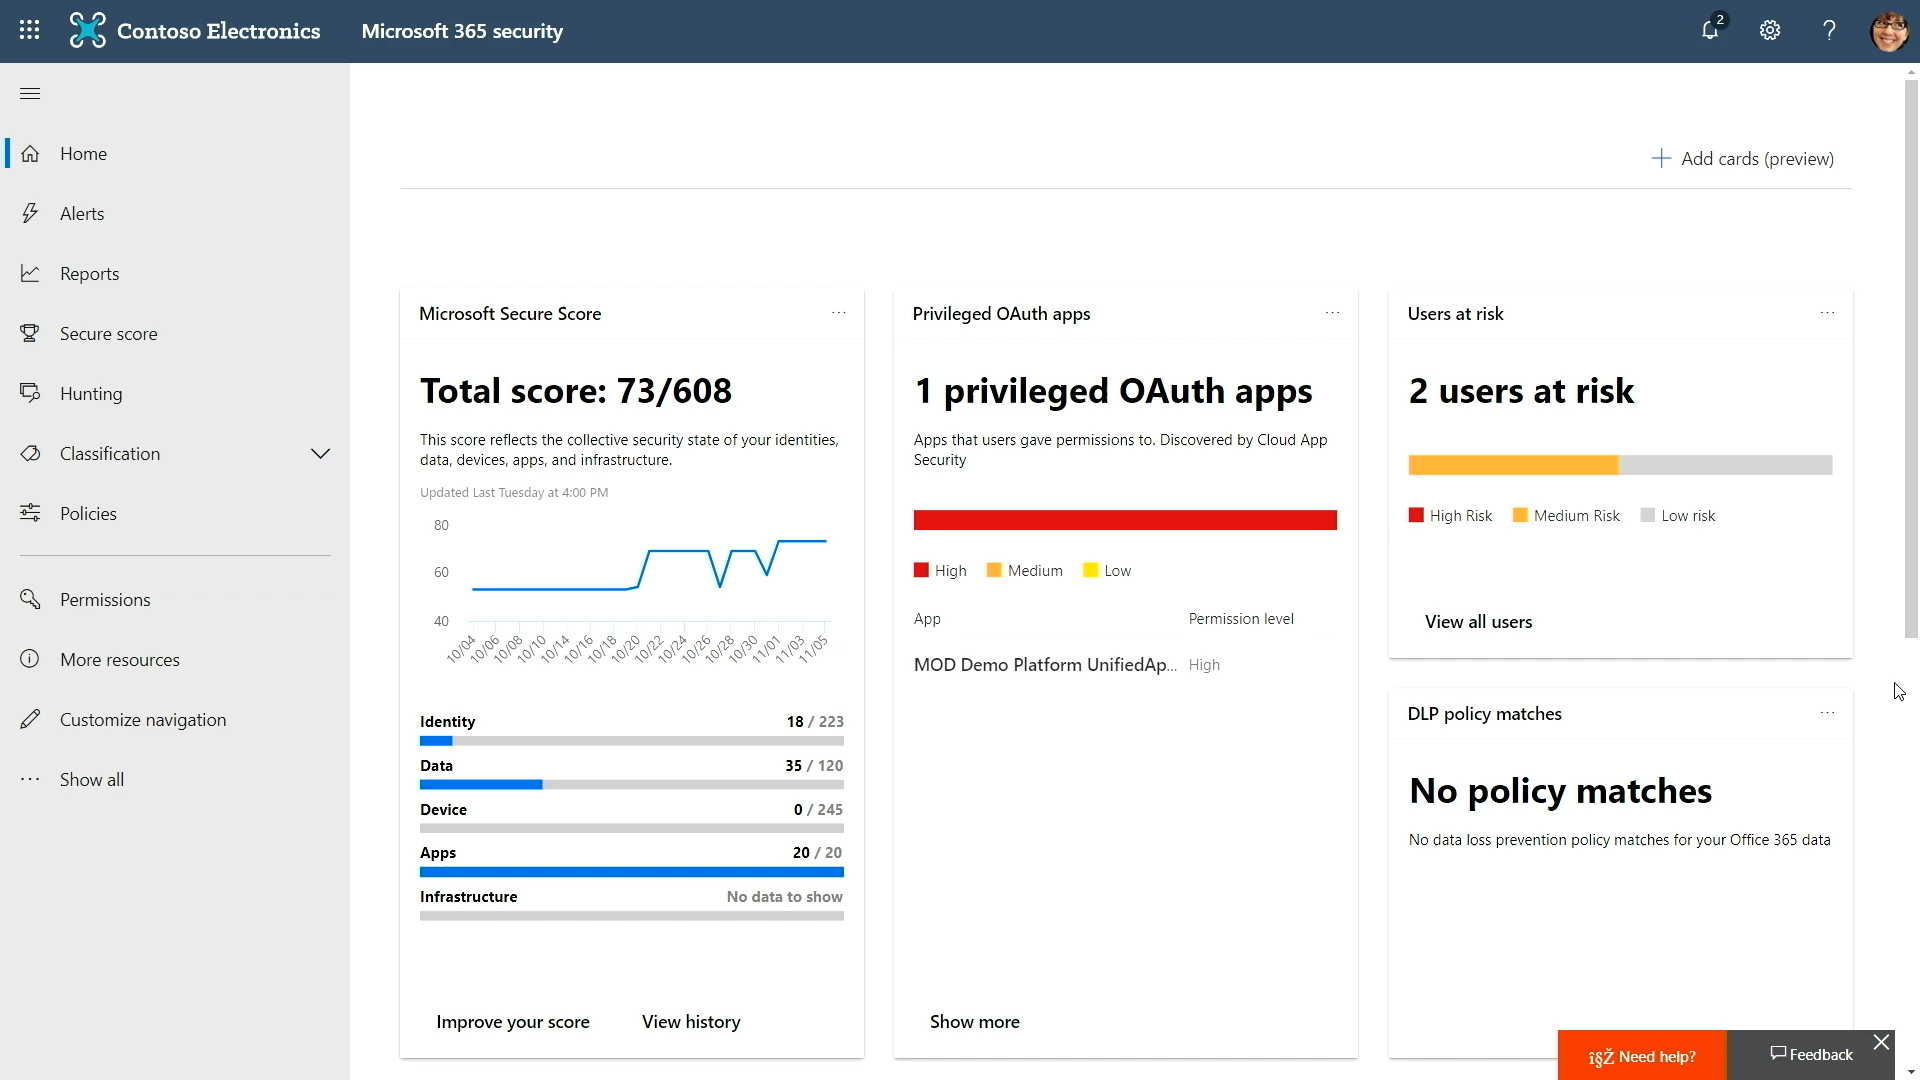 Contoso Electronics
Microsoft 365 security
2
?
Home
Alerts
Reports
Secure score
Hunting
Classification
Policies
Permissions
More resources
Customize navigation
Show all
+ Add cards (preview)
Microsoft Secure Score
Total score: 73/608
This score reflects the collective security state of your identities,
data, devices, apps, and infrastructure.
Updated Last Tuesday at 4:00 PM
80
60
40
10/04 10/06 10/08 10/10 10/14 10/16 10/18 10/20 10/22 10/24 10/26 10/28 10/30 11/01 11/03 11/05
Identity 18 / 223
Data 35 / 120
Device 0 / 245
Apps 20 / 20
Infrastructure No data to show
Improve your score View history
Privileged OAuth apps
1 privileged OAuth apps
Apps that users gave permissions to. Discovered by Cloud App
Security
High Medium Low
App Permission level
MOD Demo Platform UnifiedAp... High
Show more
Users at risk
2 users at risk
High Risk Medium Risk Low risk
View all users
DLP policy matches
No policy matches
No data loss prevention policy matches for your Office 365 data
îšŽ Need help?
Feedback